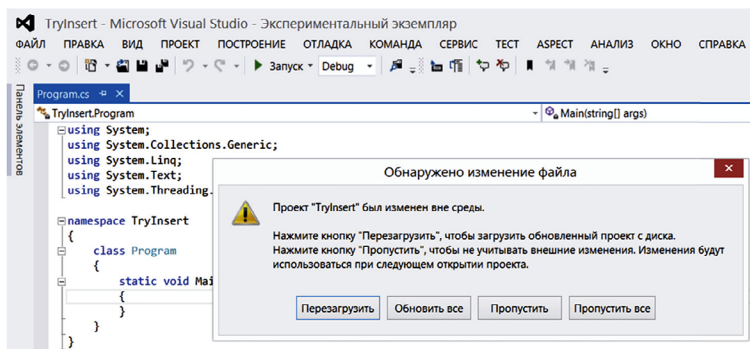 TryInsert - Microsoft Visual Studio - Экспериментальный экземпляр
ФАЙЛ ПРАВКА ВИД ПРОЕКТ ПОСТРОЕНИЕ ОТЛАДКА КОМАНДА СЕРВИС ТЕСТ ASPECT АНАЛИЗ ОКНО СПРАВКА
Запуск Debug
Панель элементов
Program.cs
TryInsert.Program Main(string[] args)
using System;
using System.Collections.Generic;
using System.Linq;
using System.Text;
using System.Threading.
namespace TryInsert
{
class Program
{
static void Mai
{
}
}
}
Обнаружено изменение файла
Проект "TryInsert" был изменен вне среды.
Нажмите кнопку "Перезагрузить", чтобы загрузить обновленный проект с диска.
Нажмите кнопку "Пропустить", чтобы не учитывать внешние изменения. Изменения будут
использоваться при следующем открытии проекта.
Перезагрузить Обновить все Пропустить Пропустить все